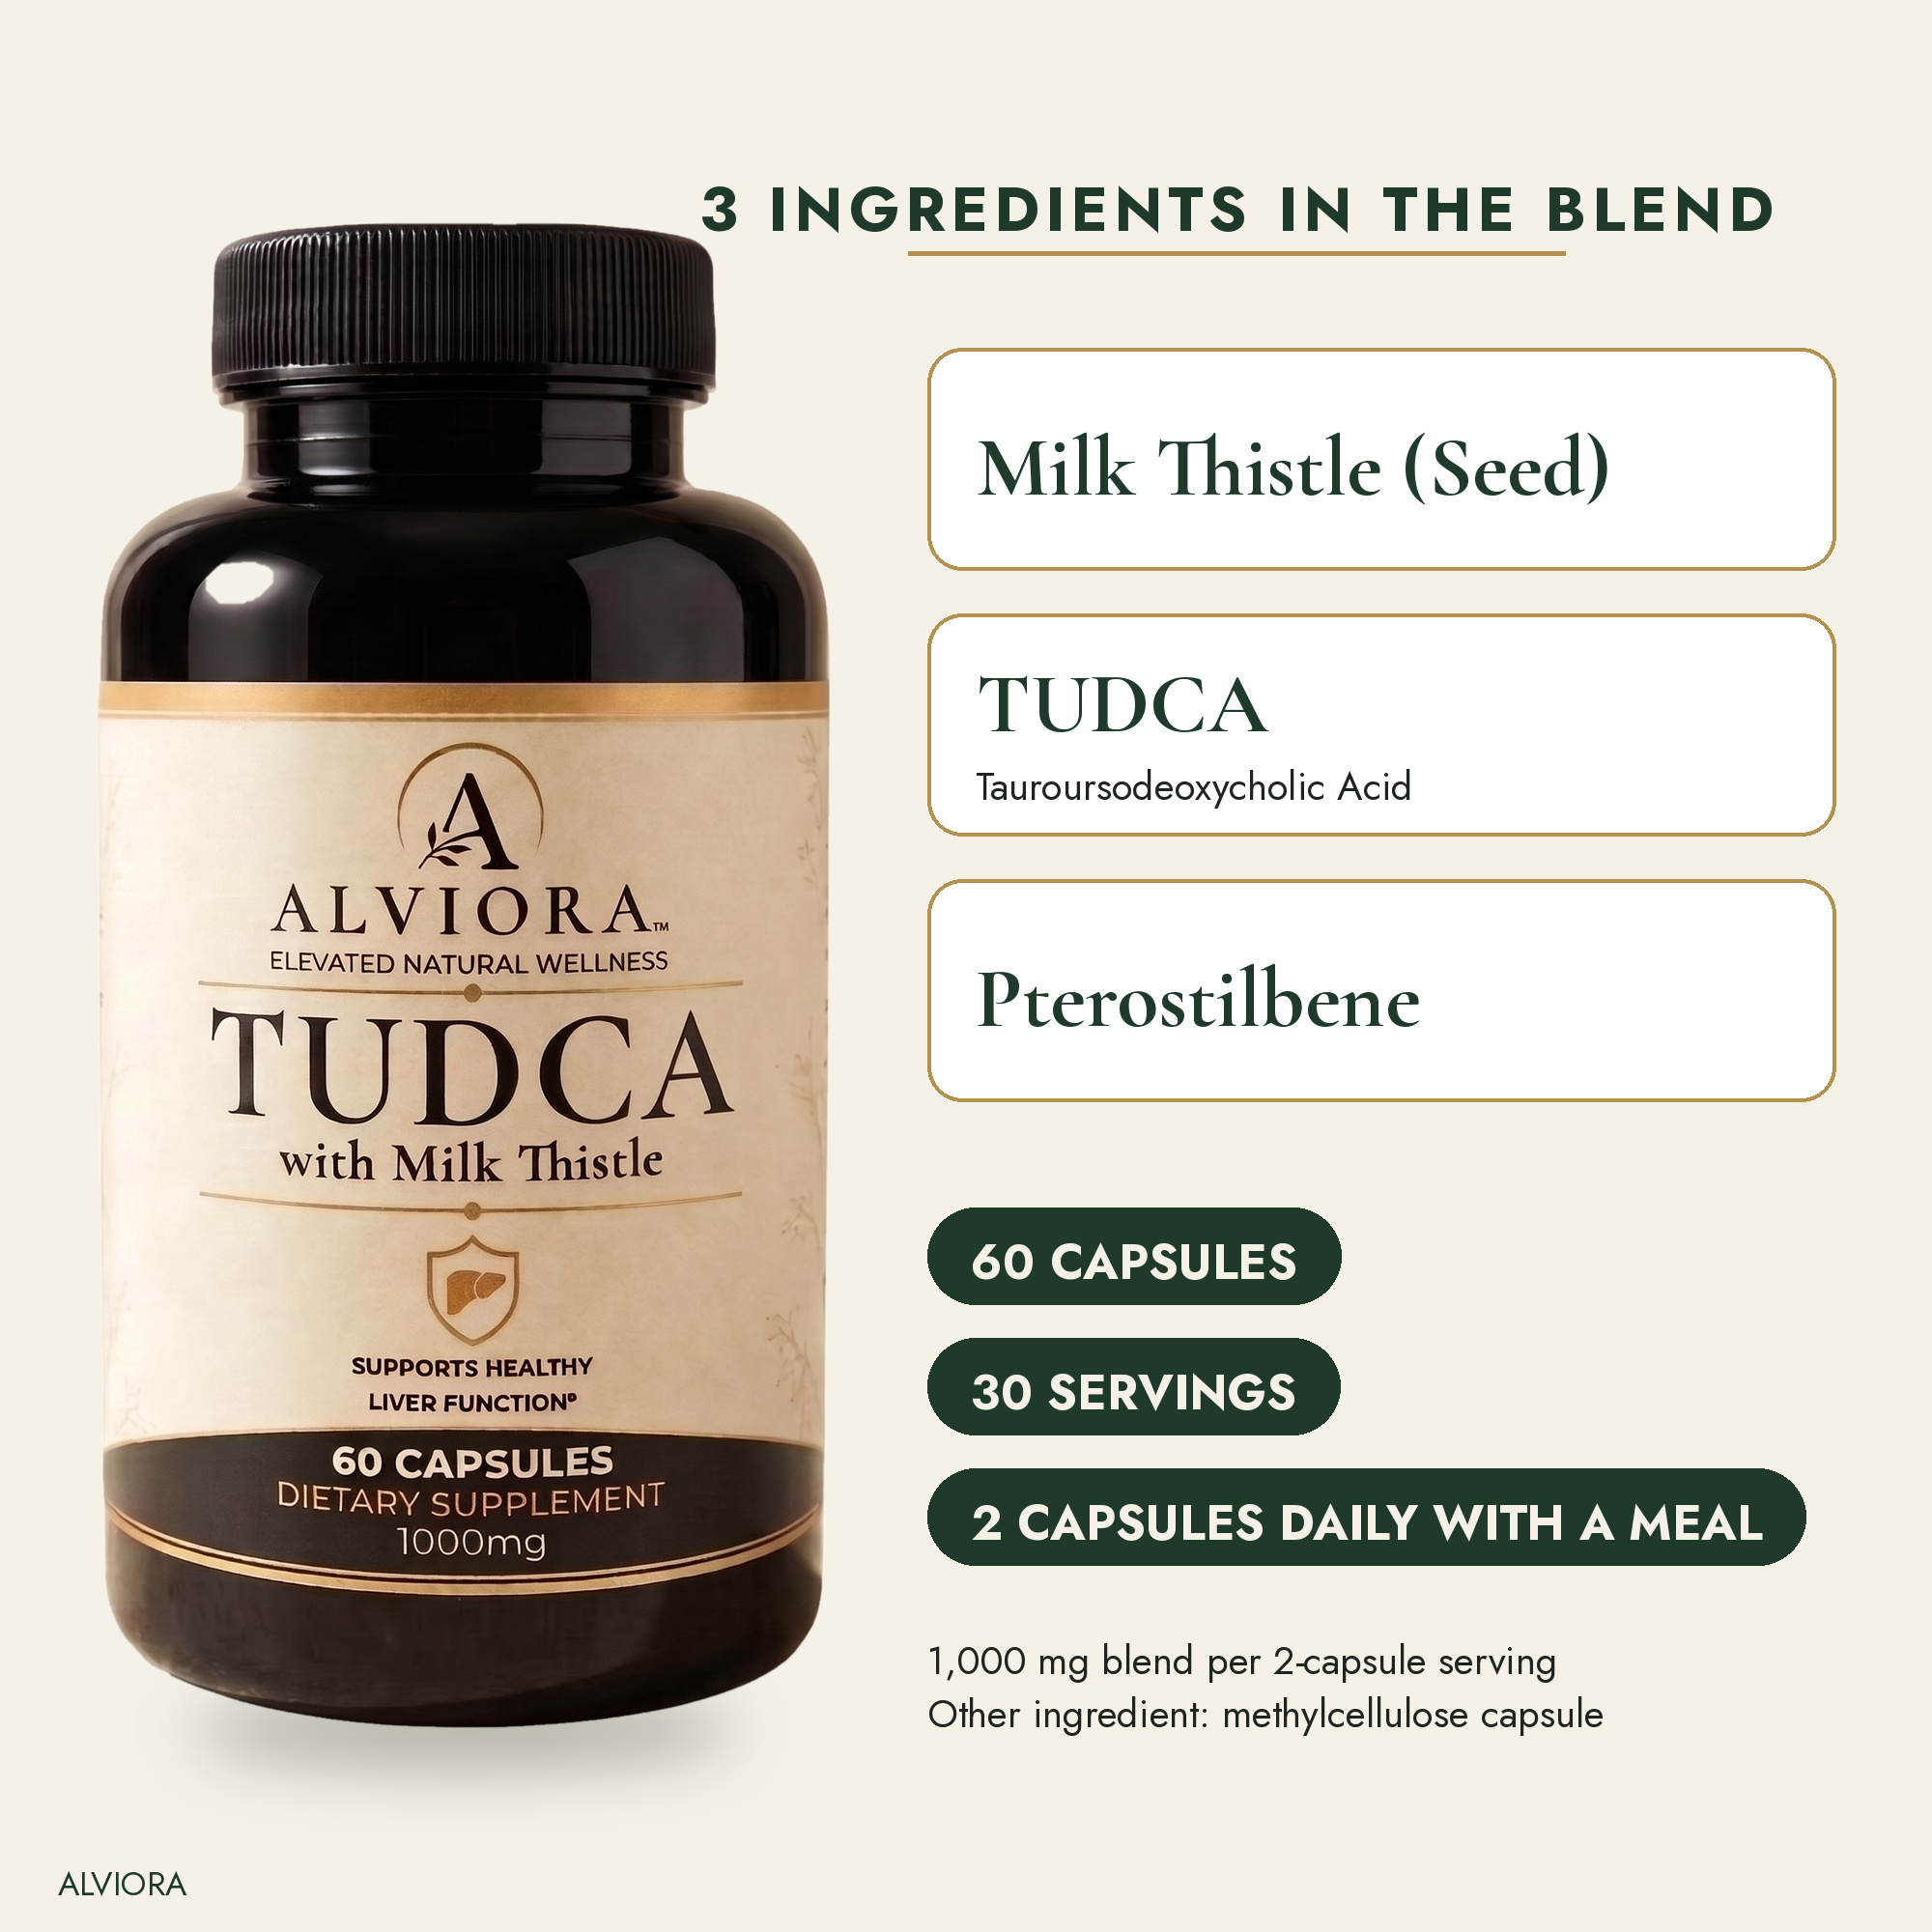 3 INGREDIENTS IN THE BLEND
Milk Thistle (Seed)
TUDCA
Tauroursodeoxycholic Acid
Pterostilbene
60 CAPSULES
30 SERVINGS
2 CAPSULES DAILY WITH A MEAL
1,000 mg blend per 2-capsule serving
Other ingredient: methylcellulose capsule
A
ALVIORA™
ELEVATED NATURAL WELLNESS
TUDCA
with Milk Thistle
SUPPORTS HEALTHY
LIVER FUNCTION
60 CAPSULES
DIETARY SUPPLEMENT
1000mg
ALVIORA